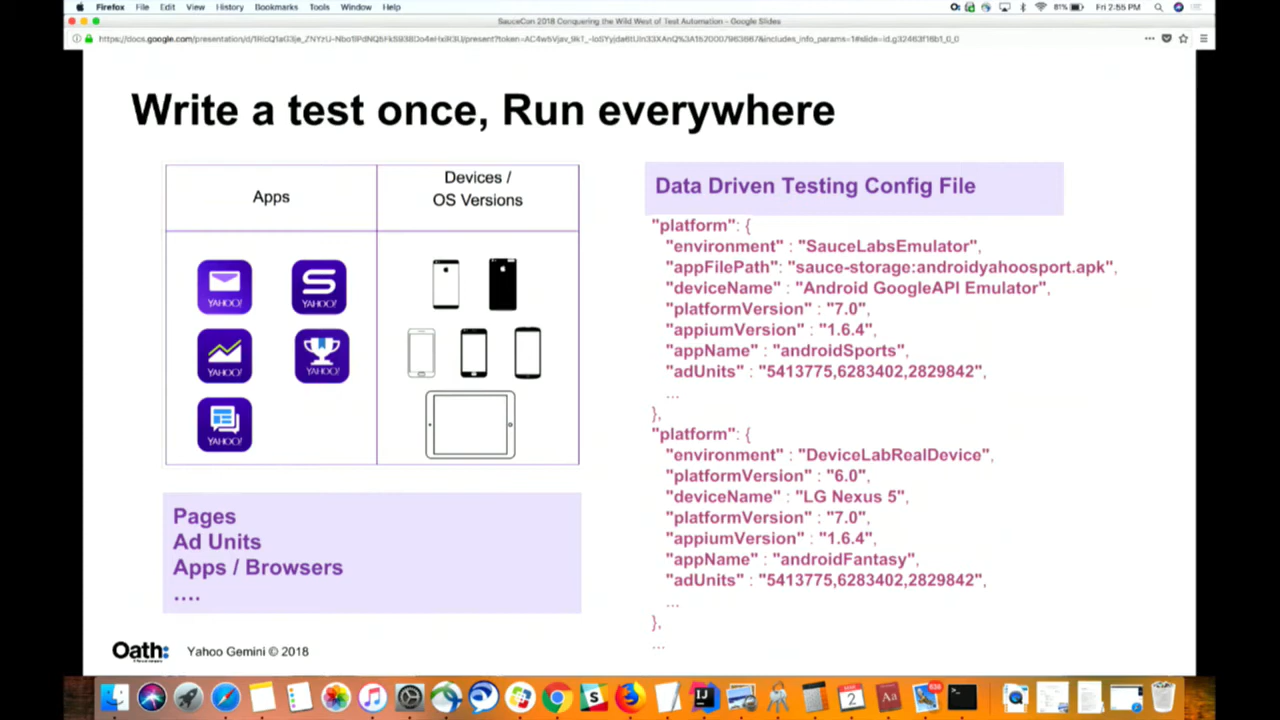 Firefox File Edit View History Bookmarks Tools Window Help 81% Fri 2:55 PM
SauceCon 2018 Conquering the Wild West of Test Automation - Google Slides
Write a test once, Run everywhere
Apps
Devices /
OS Versions
YAHOO! YAHOO!
YAHOO! YAHOO!
YAHOO!
Pages
Ad Units
Apps / Browsers
....
Data Driven Testing Config File
"platform": {
"environment" : "SauceLabsEmulator",
"appFilePath": "sauce-storage:androidyahoosport.apk",
"deviceName" : "Android GoogleAPI Emulator",
"platformVersion" : "7.0",
"appiumVersion" : "1.6.4",
"appName" : "androidSports",
"adUnits" : "5413775,6283402,2829842",
...
},
"platform": {
"environment" : "DeviceLabRealDevice",
"platformVersion" : "6.0",
"deviceName" : "LG Nexus 5",
"platformVersion" : "7.0",
"appiumVersion" : "1.6.4",
"appName" : "androidFantasy",
"adUnits" : "5413775,6283402,2829842",
...
},
...
Oath: Yahoo Gemini © 2018